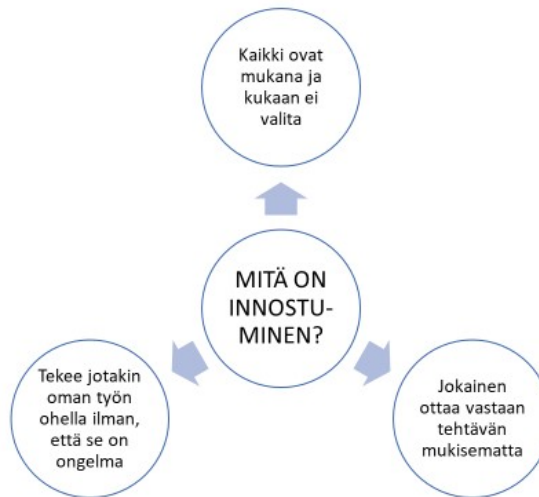 Kaikki ovat
mukana ja
kukaan ei
valita
MITÄ ON
INNOSTU-
MINEN?
Tekee jotakin
oman työn
ohella ilman,
että se on
ongelma
Jokainen
ottaa vastaan
tehtävän
mukisematta